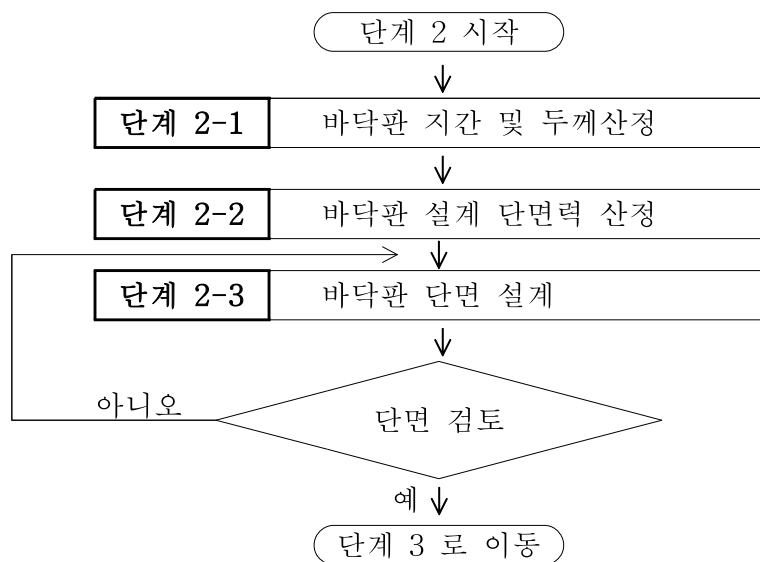 단계 2 시작
단계 2-1 바닥판 지간 및 두께산정
단계 2-2 바닥판 설계 단면력 산정
단계 2-3 바닥판 단면 설계
아니오
단면 검토
예
단계 3 로 이동